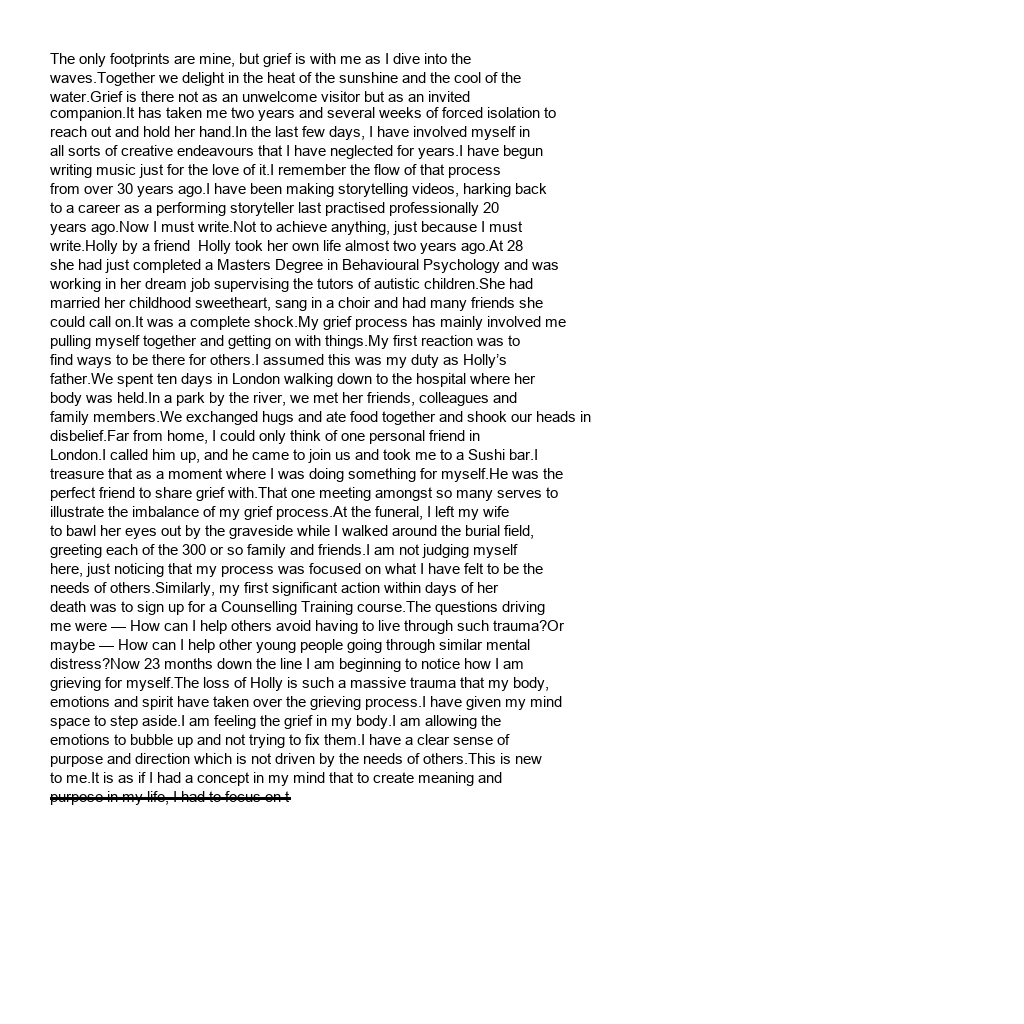 The only footprints are mine, but grief is with me as I dive into the
waves.Together we delight in the heat of the sunshine and the cool of the
water.Grief is there not as an unwelcome visitor but as an invited
companion.It has taken me two years and several weeks of forced isolation to
reach out and hold her hand.In the last few days, I have involved myself in
all sorts of creative endeavours that I have neglected for years.I have begun
writing music just for the love of it.I remember the flow of that process
from over 30 years ago.I have been making storytelling videos, harking back
to a career as a performing storyteller last practised professionally 20
years ago.Now I must write.Not to achieve anything, just because I must
write.Holly by a friend  Holly took her own life almost two years ago.At 28
she had just completed a Masters Degree in Behavioural Psychology and was
working in her dream job supervising the tutors of autistic children.She had
married her childhood sweetheart, sang in a choir and had many friends she
could call on.It was a complete shock.My grief process has mainly involved me
pulling myself together and getting on with things.My first reaction was to
find ways to be there for others.I assumed this was my duty as Holly’s
father.We spent ten days in London walking down to the hospital where her
body was held.In a park by the river, we met her friends, colleagues and
family members.We exchanged hugs and ate food together and shook our heads in
disbelief.Far from home, I could only think of one personal friend in
London.I called him up, and he came to join us and took me to a Sushi bar.I
treasure that as a moment where I was doing something for myself.He was the
perfect friend to share grief with.That one meeting amongst so many serves to
illustrate the imbalance of my grief process.At the funeral, I left my wife
to bawl her eyes out by the graveside while I walked around the burial field,
greeting each of the 300 or so family and friends.I am not judging myself
here, just noticing that my process was focused on what I have felt to be the
needs of others.Similarly, my first significant action within days of her
death was to sign up for a Counselling Training course.The questions driving
me were — How can I help others avoid having to live through such trauma?Or
maybe — How can I help other young people going through similar mental
distress?Now 23 months down the line I am beginning to notice how I am
grieving for myself.The loss of Holly is such a massive trauma that my body,
emotions and spirit have taken over the grieving process.I have given my mind
space to step aside.I am feeling the grief in my body.I am allowing the
emotions to bubble up and not trying to fix them.I have a clear sense of
purpose and direction which is not driven by the needs of others.This is new
to me.It is as if I had a concept in my mind that to create meaning and
purpose in my life, I had to focus on t